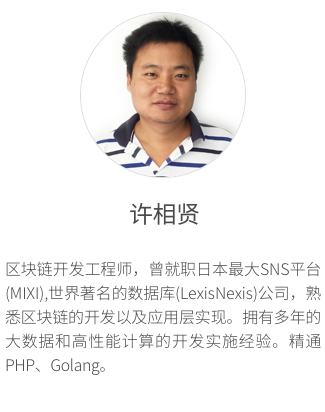 许相贤
区块链开发工程师，曾就职日本最大SNS平台
(MIXI),世界著名的数据库(LexisNexis)公司，熟
悉区块链的开发以及应用层实现。拥有多年的
大数据和高性能计算的开发实施经验。精通
PHP、Golang。